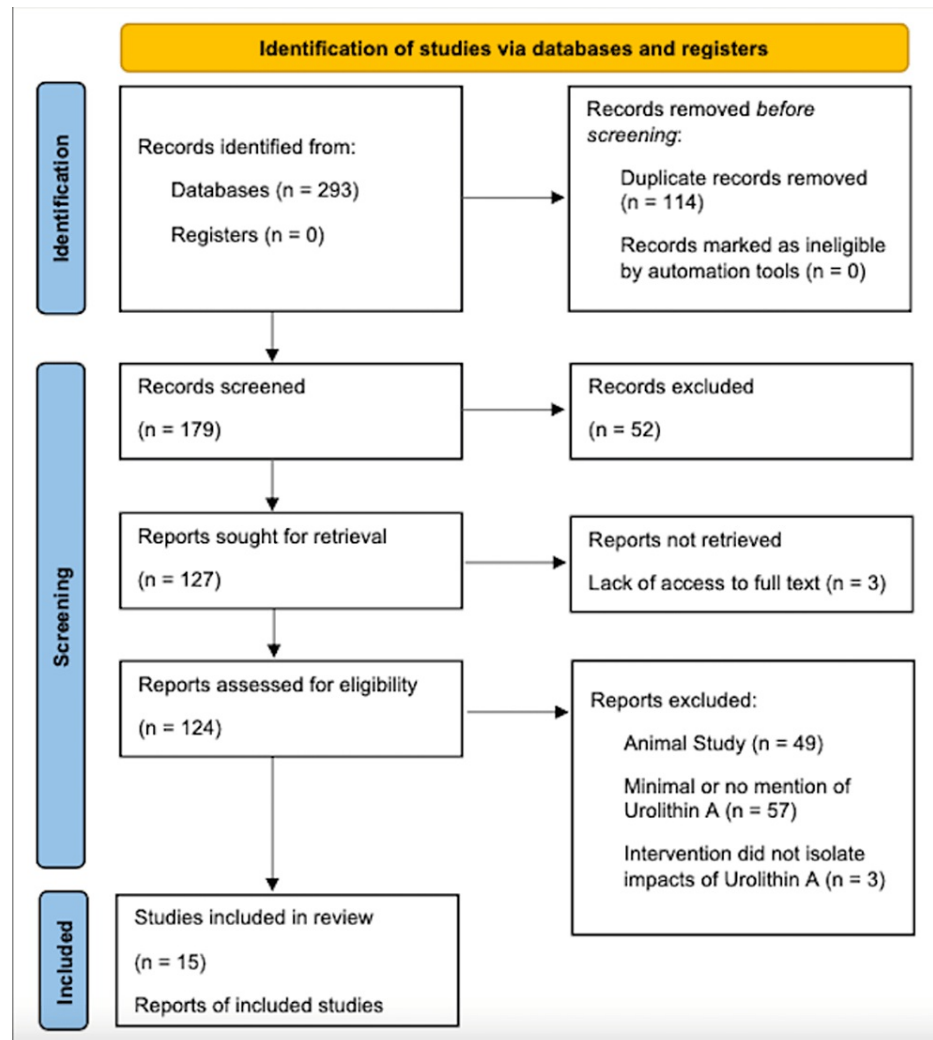 Identification of studies via databases and registers
Identification
Records identified from:
Databases (n = 293)
Registers (n = 0)
Records removed before
screening:
Duplicate records removed
(n = 114)
Records marked as ineligible
by automation tools (n = 0)
Screening
Records screened
(n = 179)
Records excluded
(n = 52)
Reports sought for retrieval
(n = 127)
Reports not retrieved
Lack of access to full text (n = 3)
Reports assessed for eligibility
(n = 124)
Reports excluded:
Animal Study (n = 49)
Minimal or no mention of
Urolithin A (n = 57)
Intervention did not isolate
impacts of Urolithin A (n = 3)
Included
Studies included in review
(n = 15)
Reports of included studies